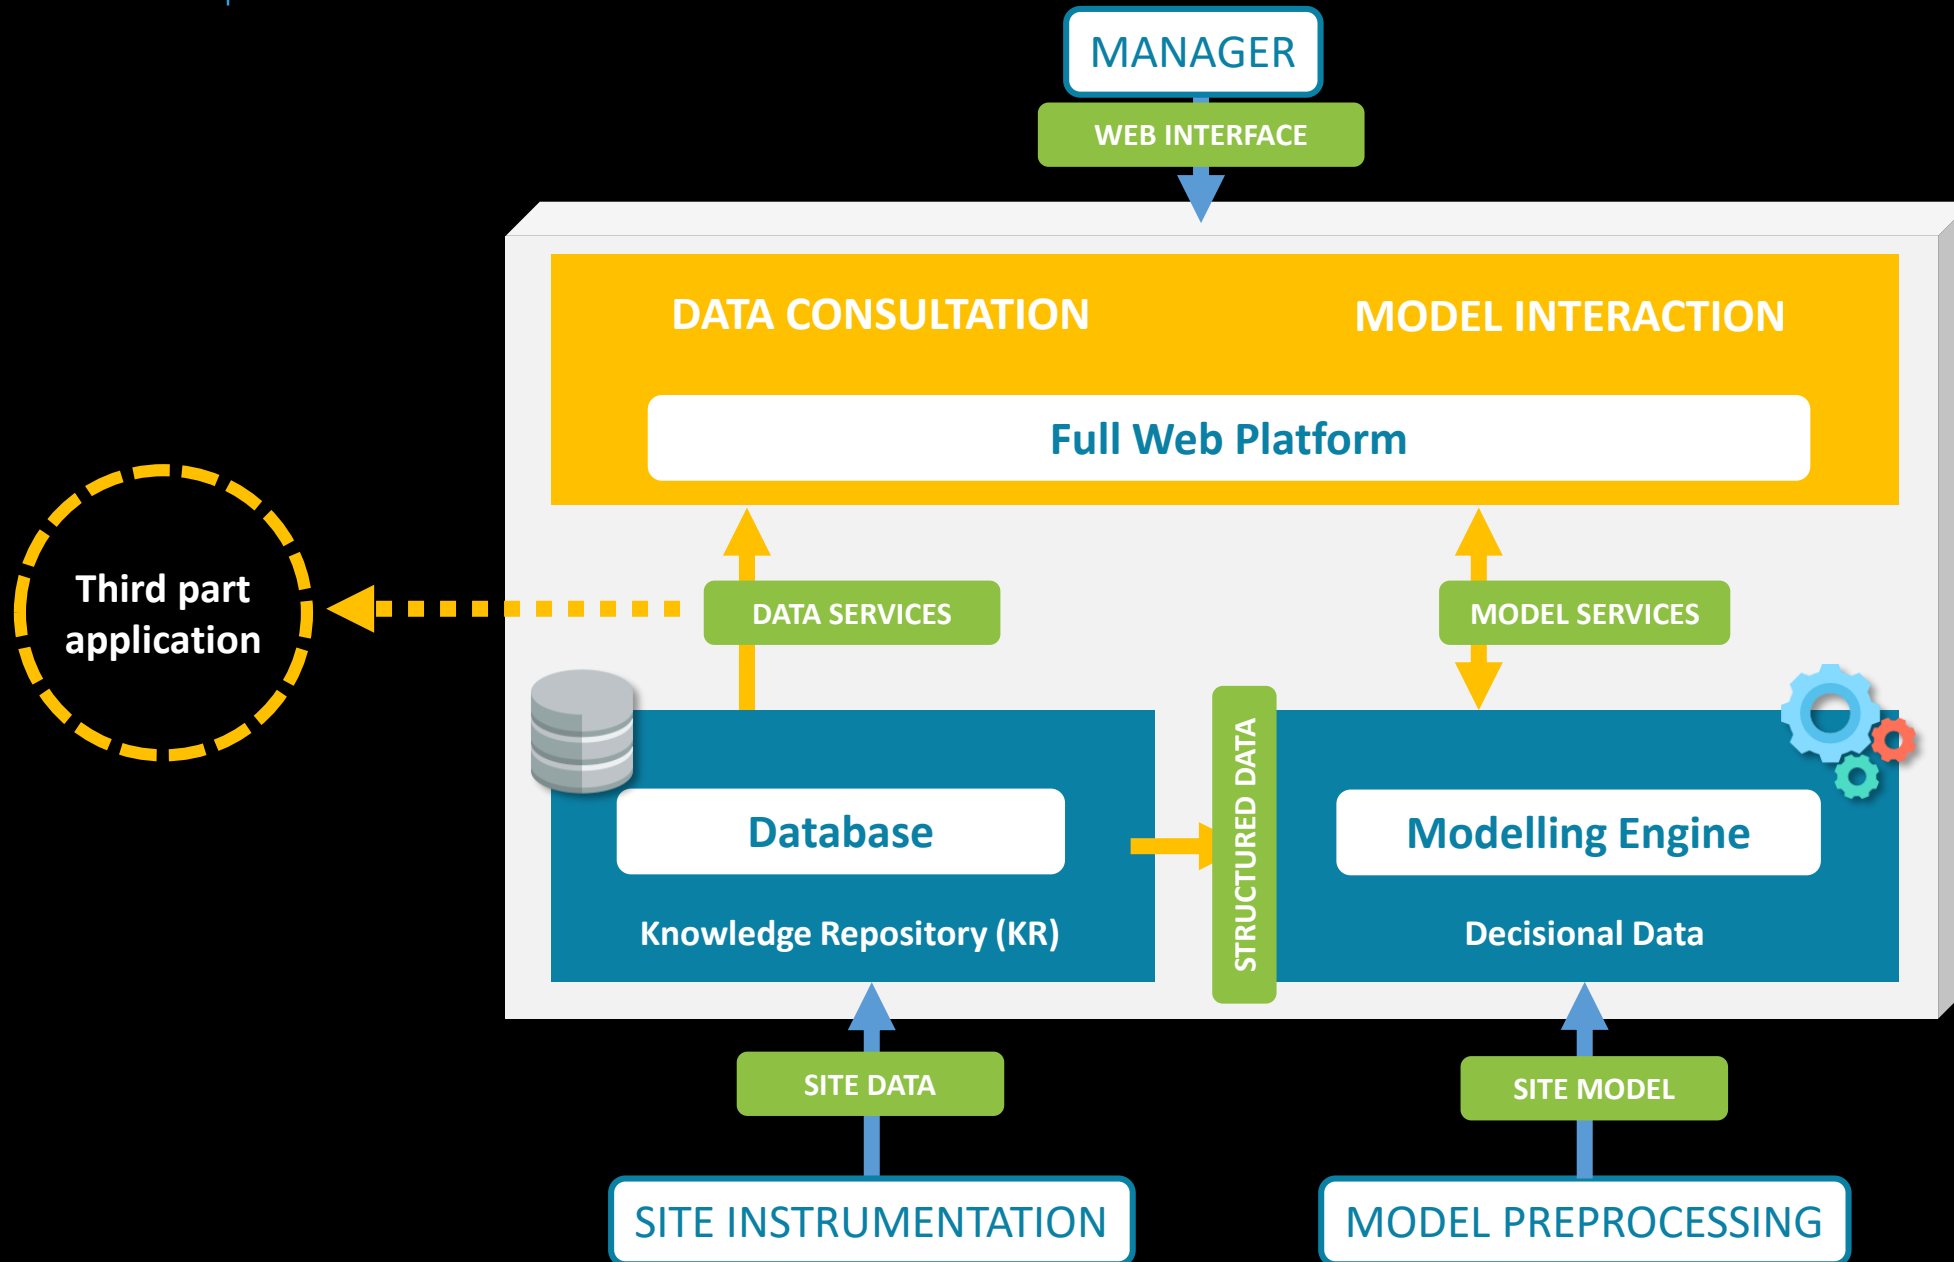 MANAGER
WEB INTERFACE
DATA CONSULTATION
MODEL INTERACTION
Full Web Platform
Third part
application
DATA SERVICES
MODEL SERVICES
STRUCTURED DATA
Database
Modelling Engine
Knowledge Repository (KR)
Decisional Data
SITE DATA
SITE MODEL
SITE INSTRUMENTATION
MODEL PREPROCESSING